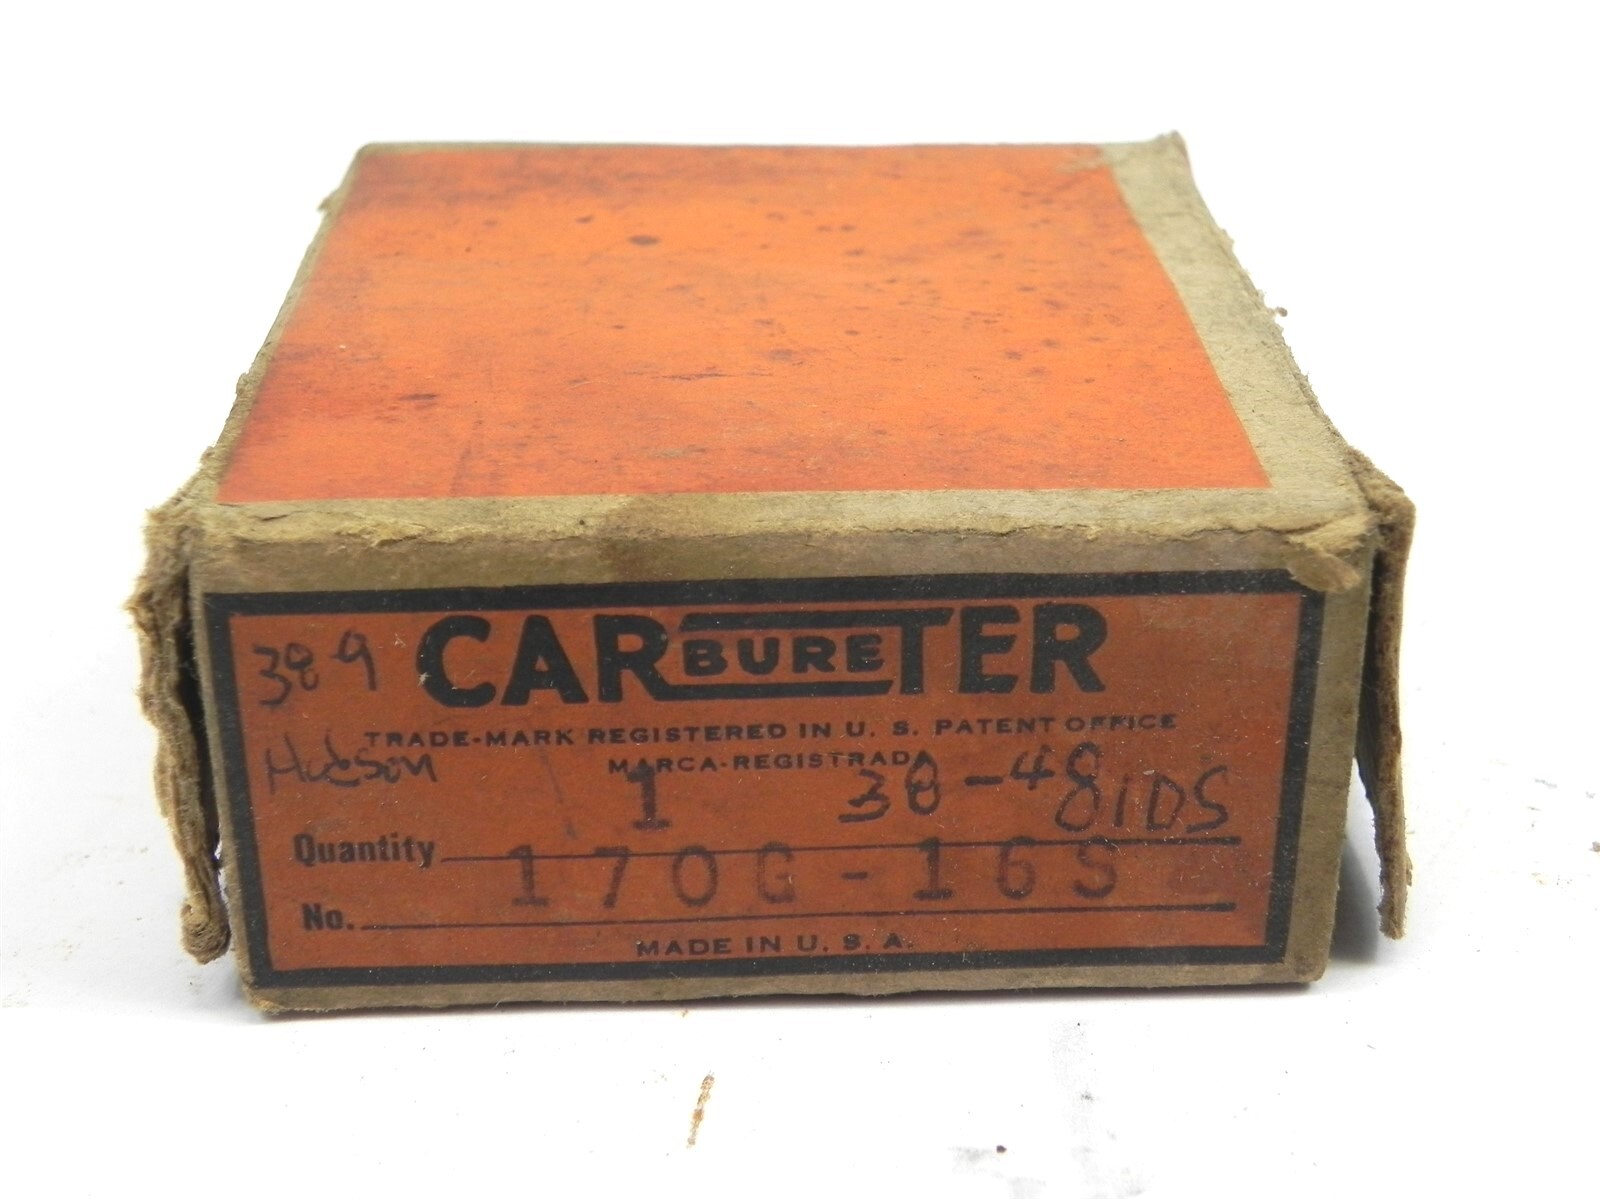 CARBURETER
389
TRADE-MARK REGISTERED IN U. S. PATENT OFFICE
Hudson
MARCA-REGISTRADA
1 38-48 IDS
Quantity
170G-16S
No.
MADE IN U. S. A.